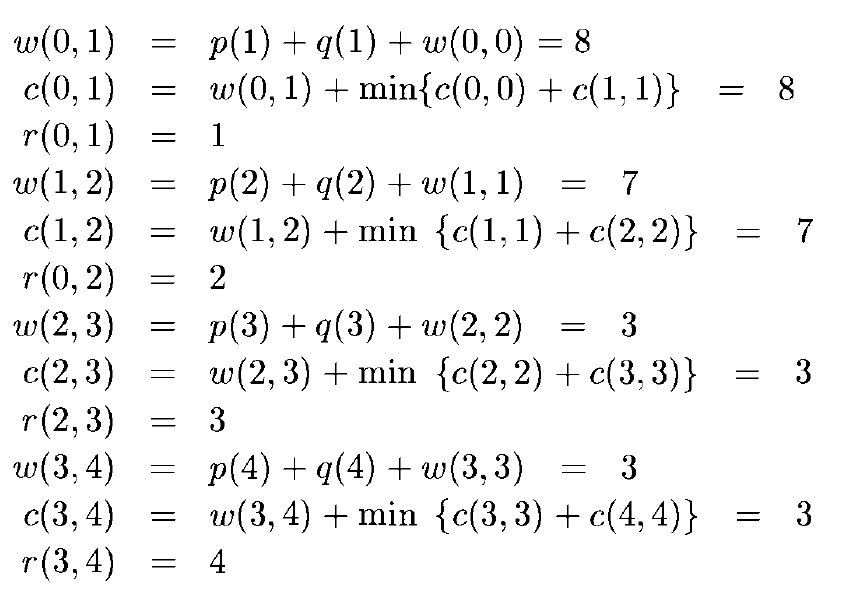 w(0, 1) = p(1) + q(1) + w(0, 0) = 8
c(0, 1) = w(0, 1) + min{c(0, 0) + c(1, 1)} = 8
r(0, 1) = 1
w(1, 2) = p(2) + q(2) + w(1, 1) = 7
c(1, 2) = w(1, 2) + min {c(1, 1) + c(2, 2)} = 7
r(0, 2) = 2
w(2, 3) = p(3) + q(3) + w(2, 2) = 3
c(2, 3) = w(2, 3) + min {c(2, 2) + c(3, 3)} = 3
r(2, 3) = 3
w(3, 4) = p(4) + q(4) + w(3, 3) = 3
c(3, 4) = w(3, 4) + min {c(3, 3) + c(4, 4)} = 3
r(3, 4) = 4